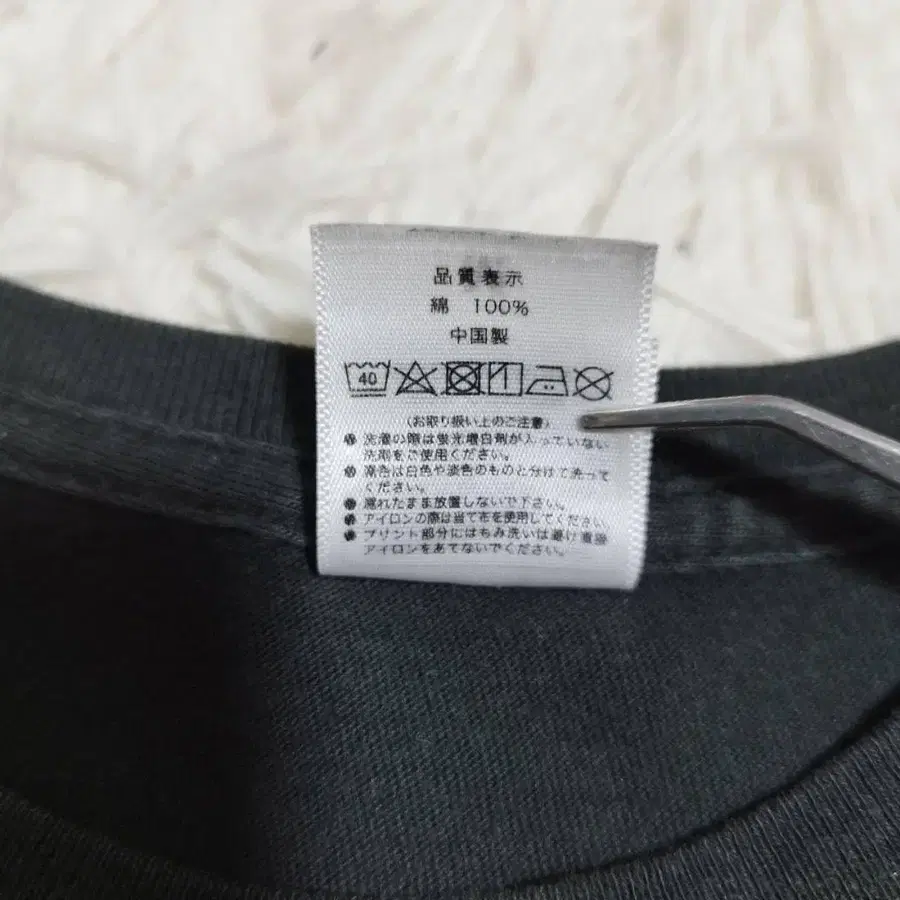 品質表示
綿 100%
中国製
40
(お取り扱い上のご注意)
洗濯の際は蛍光増白剤が入っていない
洗剤をご使用ください。
濃色は白色や淡色のものと分けて洗って
ください。
濡れたまま放置しないで下さい。
アイロンの際は当て布を使用してください
プリント部分にはもみ洗いは避け直接
アイロンをあてないでください。